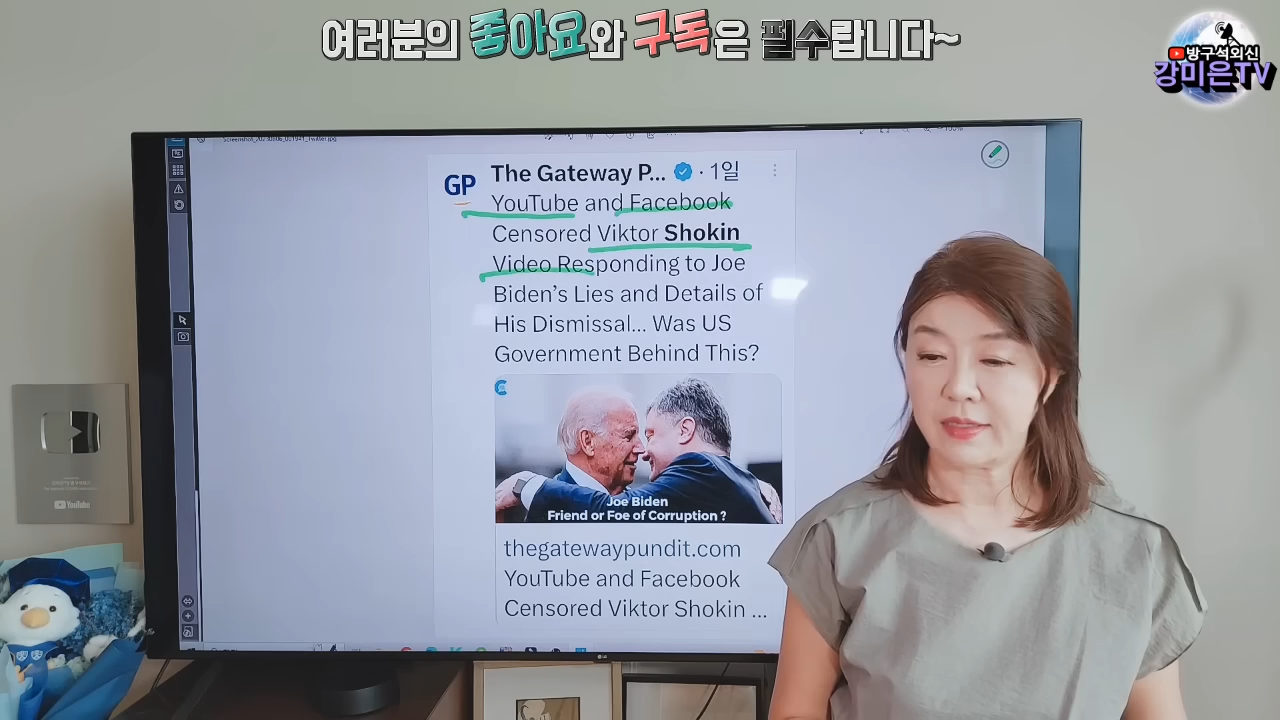 여러분의 좋아요와 구독은 필수랍니다~
방구석외신
강미은TV
GP
The Gateway P... · 1일
YouTube and Facebook
Censored Viktor Shokin
Video Responding to Joe
Biden's Lies and Details of
His Dismissal... Was US
Government Behind This?
Joe Biden
Friend or Foe of Corruption ?
thegatewaypundit.com
YouTube and Facebook
Censored Viktor Shokin ...
YouTube
LG